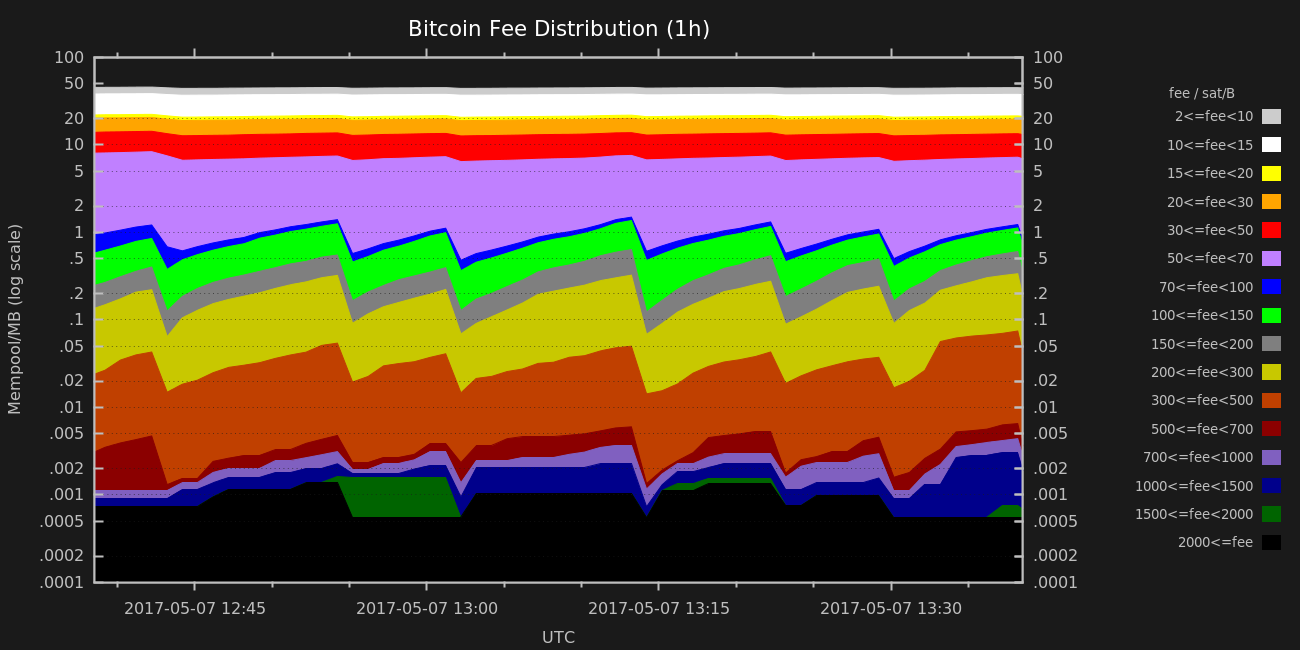 Bitcoin Fee Distribution (1h)
100
50
20
10
5
2
1
.5
.2
.1
.05
.02
.01
.005
.002
.001
.0005
.0002
.0001
Mempool/MB (log scale)
100
50
20
10
5
2
1
.5
.2
.1
.05
.02
.01
.005
.002
.001
.0005
.0002
.0001
2017-05-07 12:45
2017-05-07 13:00
2017-05-07 13:15
2017-05-07 13:30
UTC
fee / sat/B
2<=fee<10
10<=fee<15
15<=fee<20
20<=fee<30
30<=fee<50
50<=fee<70
70<=fee<100
100<=fee<150
150<=fee<200
200<=fee<300
300<=fee<500
500<=fee<700
700<=fee<1000
1000<=fee<1500
1500<=fee<2000
2000<=fee